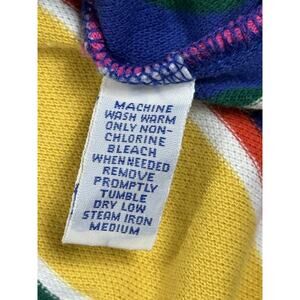 MACHINE
WASH WARM
ONLY NON-
CHLORINE
BLEACH
WHEN NEEDED
REMOVE
PROMPTLY
TUMBLE
DRY LOW
STEAM IRON
MEDIUM